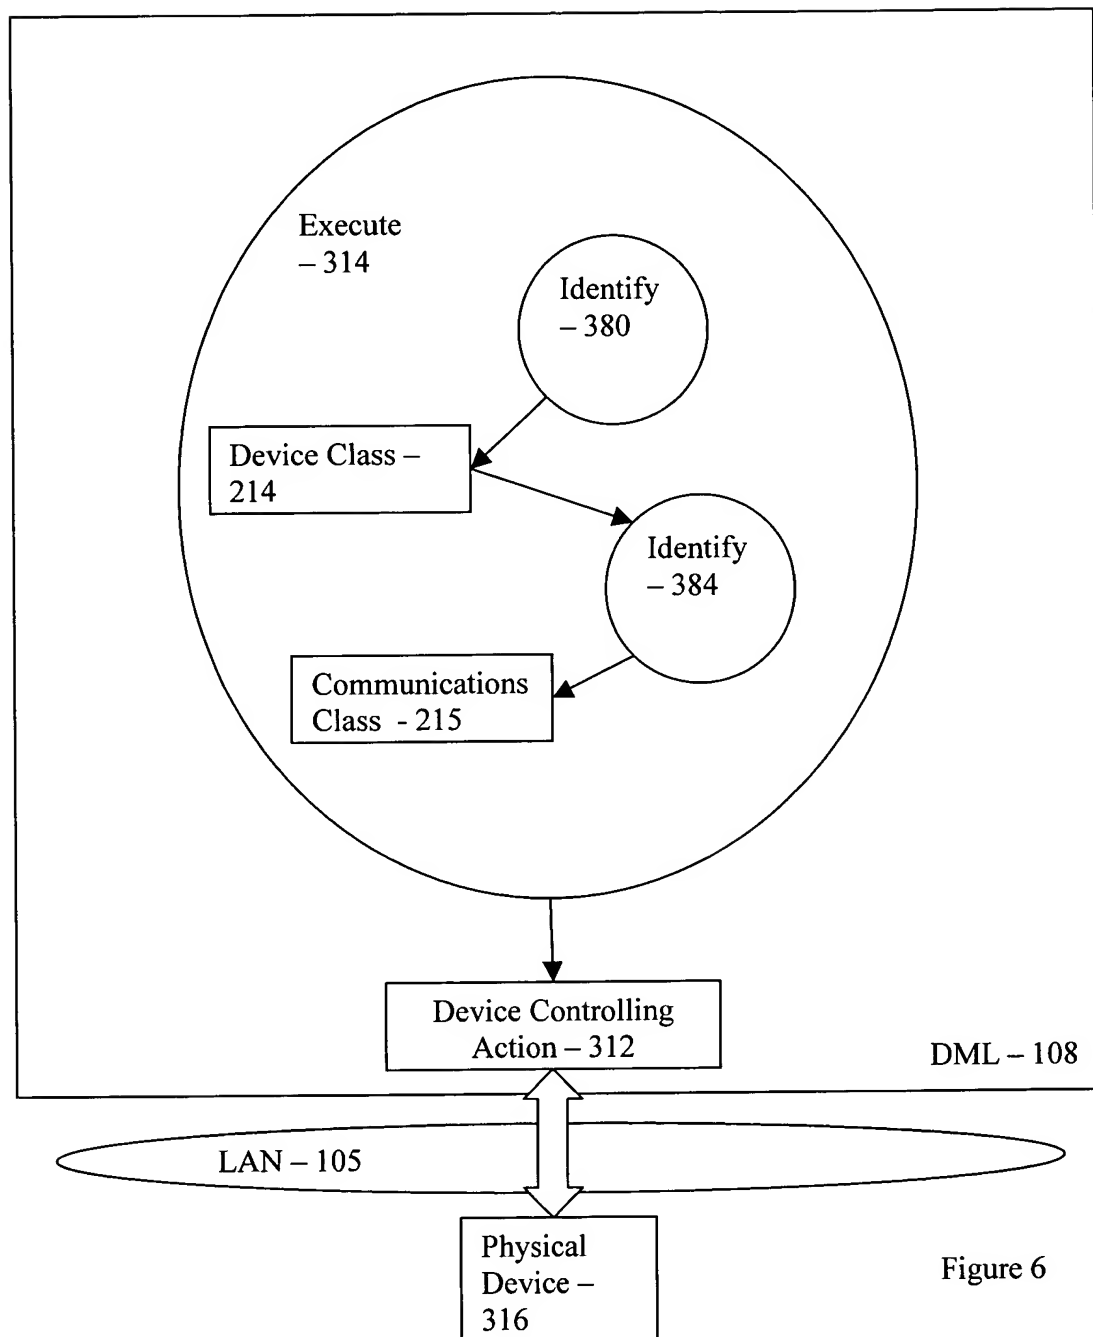 Execute
– 314
Identify
– 380
Device Class –
214
Identify
– 384
Communications
Class - 215
Device Controlling
Action – 312
DML – 108
LAN – 105
Physical
Device –
316
Figure 6